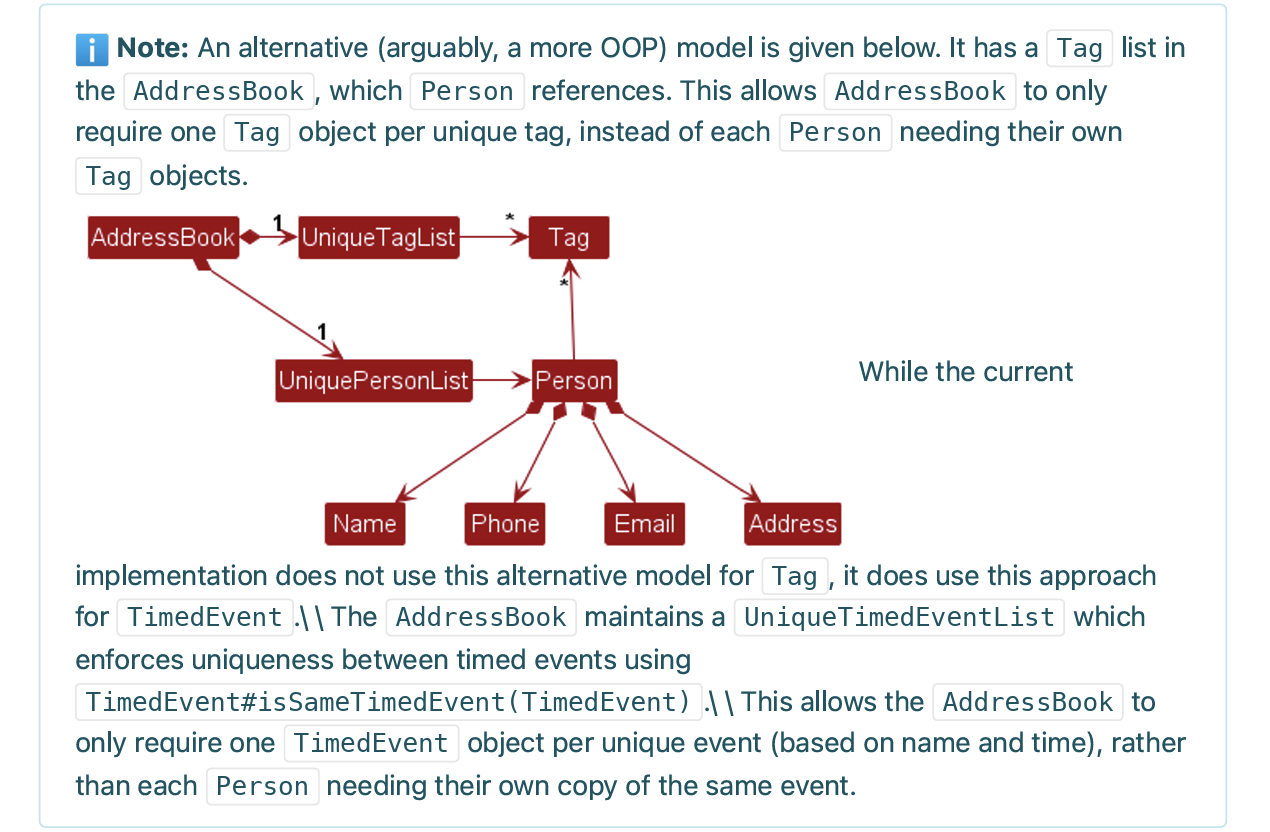 Note: An alternative (arguably, a more OOP) model is given below. It has a Tag list in
the AddressBook, which Person references. This allows AddressBook to only
require one Tag object per unique tag, instead of each Person needing their own
Tag objects.
AddressBook 1 UniqueTagList * Tag
*
1
UniquePersonList Person
While the current
Name Phone Email Address
implementation does not use this alternative model for Tag, it does use this approach
for TimedEvent.\\ The AddressBook maintains a UniqueTimedEventList which
enforces uniqueness between timed events using
TimedEvent#isSameTimedEvent(TimedEvent).\\ This allows the AddressBook to
only require one TimedEvent object per unique event (based on name and time), rather
than each Person needing their own copy of the same event.